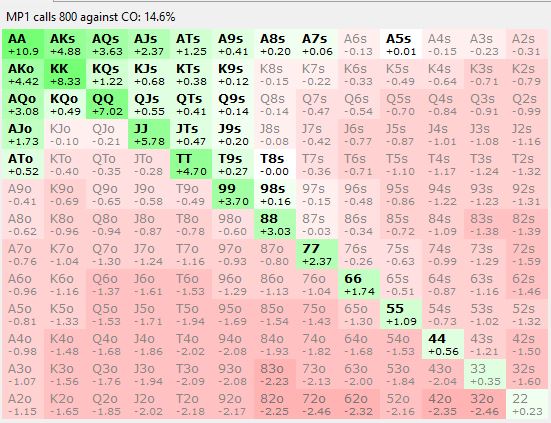 MP1 calls 800 against CO: 14.6%
AA AKs AQs AJs ATs A9s A8s A7s A6s A5s A4s A3s A2s
+10.9 +4.88 +3.63 +2.37 +1.25 +0.41 +0.20 +0.06 -0.13 +0.01 -0.15 -0.23 -0.31
AKo KK KQs KJs KTs K9s K8s K7s K6s K5s K4s K3s K2s
+4.42 +8.33 +1.22 +0.68 +0.38 +0.12 -0.15 -0.22 -0.33 -0.49 -0.64 -0.71 -0.79
AQo KQo QQ QJs QTs Q9s Q8s Q7s Q6s Q5s Q4s Q3s Q2s
+3.08 +0.49 +7.02 +0.55 +0.41 +0.14 -0.14 -0.47 -0.54 -0.70 -0.84 -0.91 -0.99
AJo KJo QJo JJ JTs J9s J8s J7s J6s J5s J4s J3s J2s
+1.73 -0.10 -0.21 +5.78 +0.47 +0.20 -0.08 -0.42 -0.77 -0.87 -1.01 -1.08 -1.16
ATo KTo QTo JTo TT T9s T8s T7s T6s T5s T4s T3s T2s
+0.52 -0.40 -0.35 -0.28 +4.70 +0.27 -0.00 -0.36 -0.71 -1.10 -1.17 -1.24 -1.32
A9o K9o Q9o J9o T9o 99 98s 97s 96s 95s 94s 93s 92s
-0.41 -0.69 -0.65 -0.58 -0.49 +3.70 +0.16 -0.15 -0.48 -0.86 -1.22 -1.23 -1.31
A8o K8o Q8o J8o T8o 98o 88 87s 86s 85s 84s 83s 82s
-0.62 -0.96 -0.94 -0.87 -0.78 -0.60 +3.03 -0.03 -0.34 -0.72 -1.09 -1.38 -1.39
A7o K7o Q7o J7o T7o 97o 87o 77 76s 75s 74s 73s 72s
-0.76 -1.04 -1.30 -1.24 -1.16 -0.93 -0.80 +2.37 -0.26 -0.63 -0.99 -1.29 -1.59
A6o K6o Q6o J6o T6o 96o 86o 76o 66 65s 64s 63s 62s
-0.96 -1.16 -1.37 -1.61 -1.53 -1.29 -1.13 -1.04 +1.74 -0.51 -0.87 -1.16 -1.46
A5o K5o Q5o J5o T5o 95o 85o 75o 65o 55 54s 53s 52s
-0.81 -1.33 -1.53 -1.71 -1.94 -1.69 -1.54 -1.43 -1.30 +1.09 -0.73 -1.02 -1.32
A4o K4o Q4o J4o T4o 94o 84o 74o 64o 54o 44 43s 42s
-0.98 -1.48 -1.68 -1.86 -2.02 -2.08 -1.93 -1.82 -1.68 -1.53 +0.56 -1.21 -1.50
A3o K3o Q3o J3o T3o 93o 83o 73o 63o 53o 43o 33 32s
-1.07 -1.56 -1.76 -1.94 -2.09 -2.08 -2.23 -2.13 -2.00 -1.84 -2.04 +0.35 -1.60
A2o K2o Q2o J2o T2o 92o 82o 72o 62o 52o 42o 32o 22
-1.15 -1.65 -1.85 -2.02 -2.18 -2.17 -2.25 -2.46 -2.32 -2.16 -2.35 -2.46 +0.23